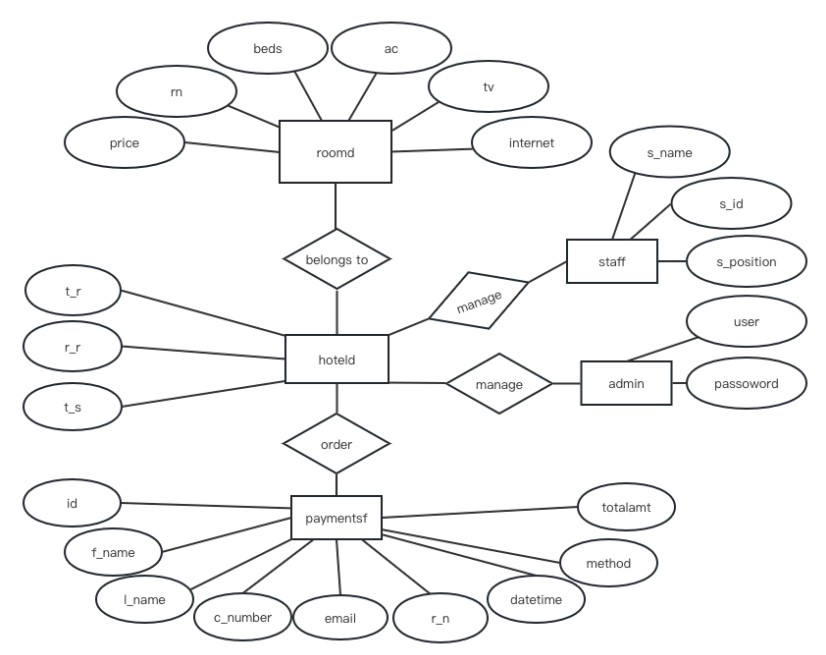 beds
ac
rn
tv
price
roomd
internet
s_name
s_id
belongs to
staff
s_position
t_r
manage
user
r_r
hoteld
manage
admin
passoword
t_s
order
id
totalamt
paymentsf
f_name
method
l_name
datetime
c_number
email
r_n